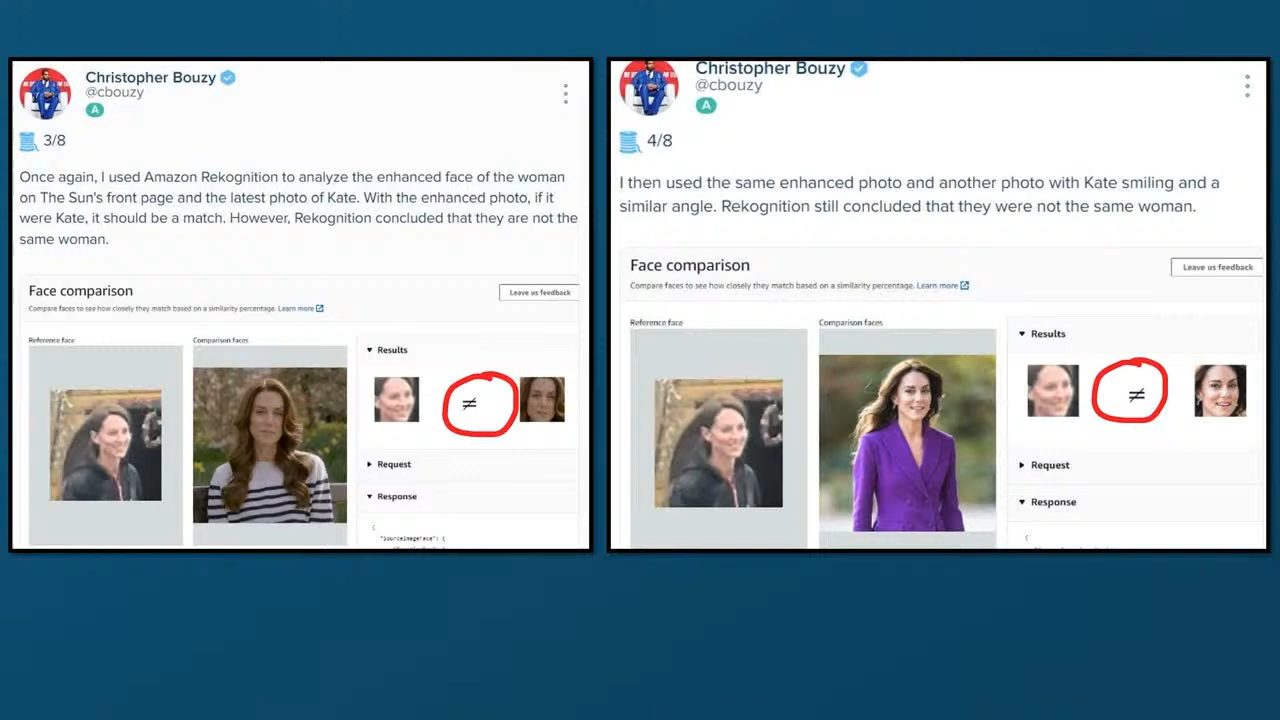 Christopher Bouzy
@cbouzy
A
3/8
Once again, I used Amazon Rekognition to analyze the enhanced face of the woman
on The Sun's front page and the latest photo of Kate. With the enhanced photo, if it
were Kate, it should be a match. However, Rekognition concluded that they are not the
same woman.
Face comparison
Leave us feedback
Compare faces to see how closely they match based on a similarity percentage. Learn more
Reference face
Comparison faces
Results
≠
Request
Response
{
"SourceImageFace": {
Christopher Bouzy
@cbouzy
A
4/8
I then used the same enhanced photo and another photo with Kate smiling and a
similar angle. Rekognition still concluded that they were not the same woman.
Face comparison
Leave us feedback
Compare faces to see how closely they match based on a similarity percentage. Learn more
Reference face
Comparison faces
Results
≠
Request
Response
{